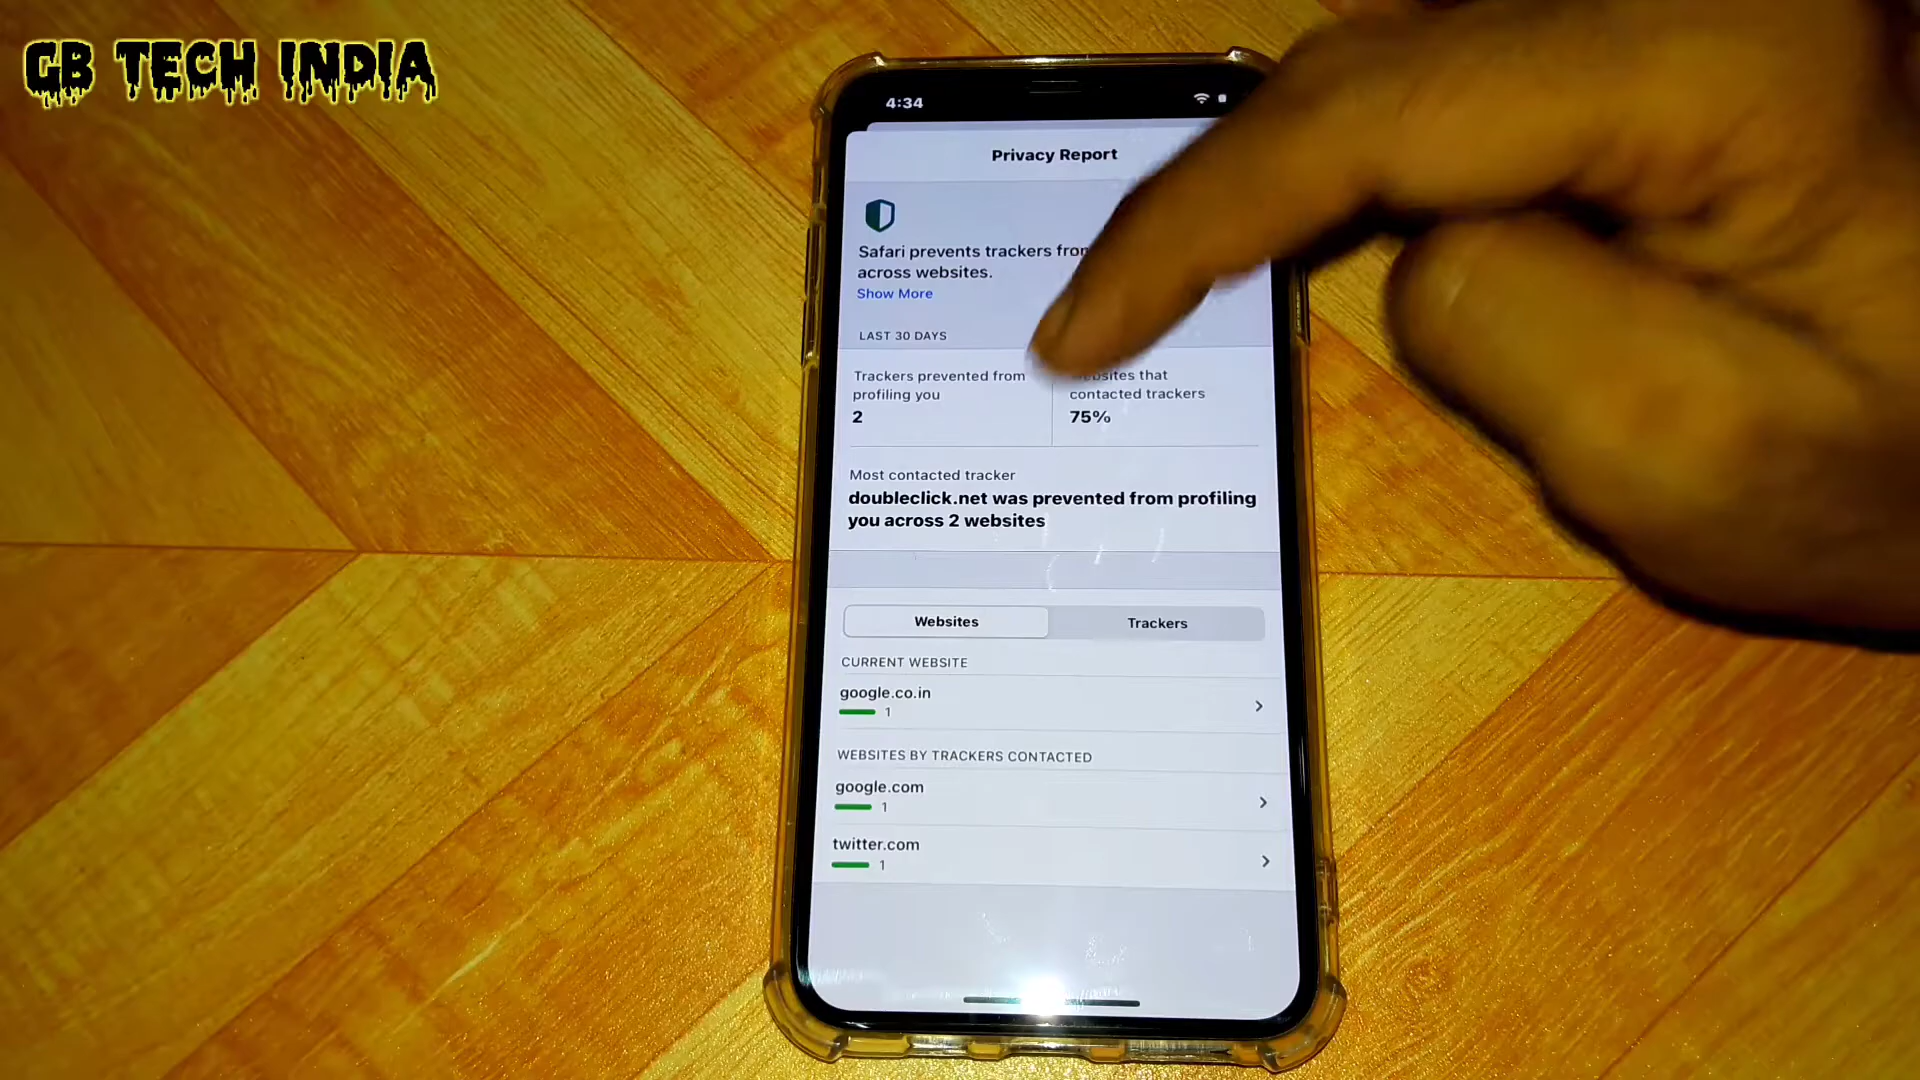 GB TECH INDIA
4:34
Privacy Report
Safari prevents trackers from
across websites.
Show More
LAST 30 DAYS
Trackers prevented from
profiling you
2
Websites that
contacted trackers
75%
Most contacted tracker
doubleclick.net was prevented from profiling
you across 2 websites
Websites
Trackers
CURRENT WEBSITE
google.co.in
1
WEBSITES BY TRACKERS CONTACTED
google.com
1
twitter.com
1